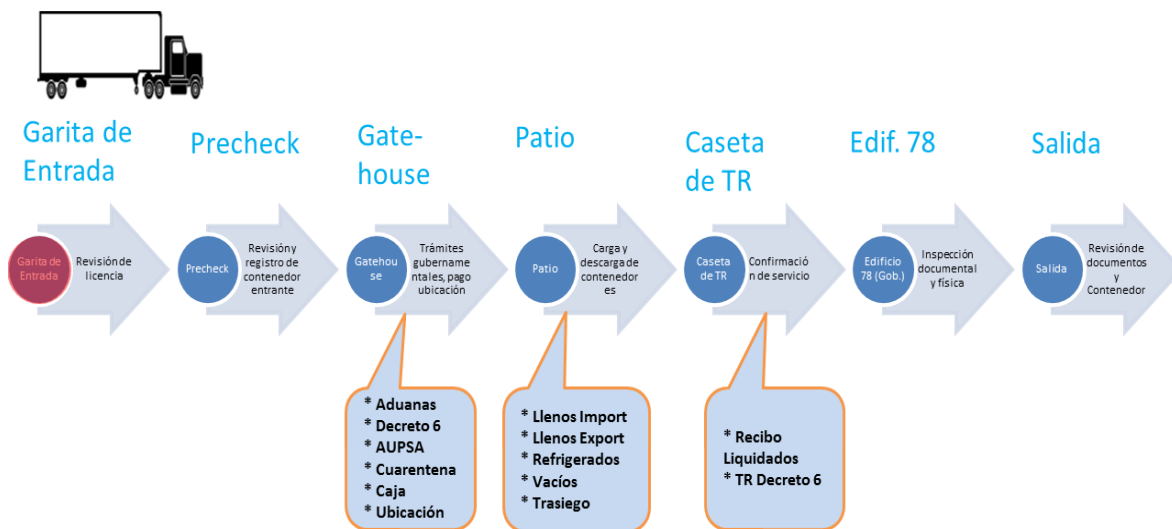 Garita de
Entrada
Precheck
Gate-
house
Patio
Caseta
de TR
Edif. 78
Salida
Garita de
Entrada
Revisión de
licencia
Precheck
Revisión y
registro de
contenedor
entrante
Gatehou
se
Trámites
gubername
ntales, pago
ubicación
Patio
Carga y
descarga de
contenedor
es
Caseta
de TR
Confirmació
n de servicio
Edificio
78 (Gob.)
Inspección
documental
y física
Salida
Revisión de
documentos
y
Contenedor
* Aduanas
* Decreto 6
* AUPSA
* Cuarentena
* Caja
* Ubicación
* Llenos Import
* Llenos Export
* Refrigerados
* Vacíos
* Trasiego
* Recibo
Liquidados
* TR Decreto 6